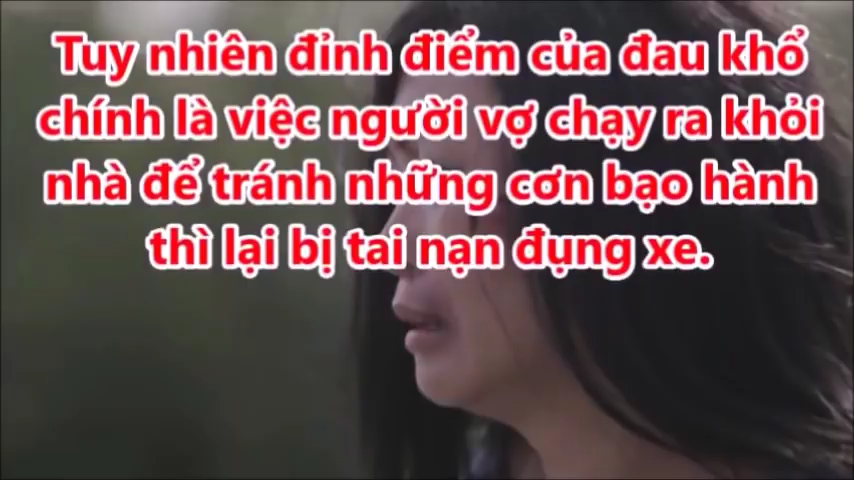 Tuy nhiên đỉnh điểm của đau khổ
chính là việc người vợ chạy ra khỏi
nhà để tránh những cơn bạo hành
thì lại bị tai nạn đụng xe.